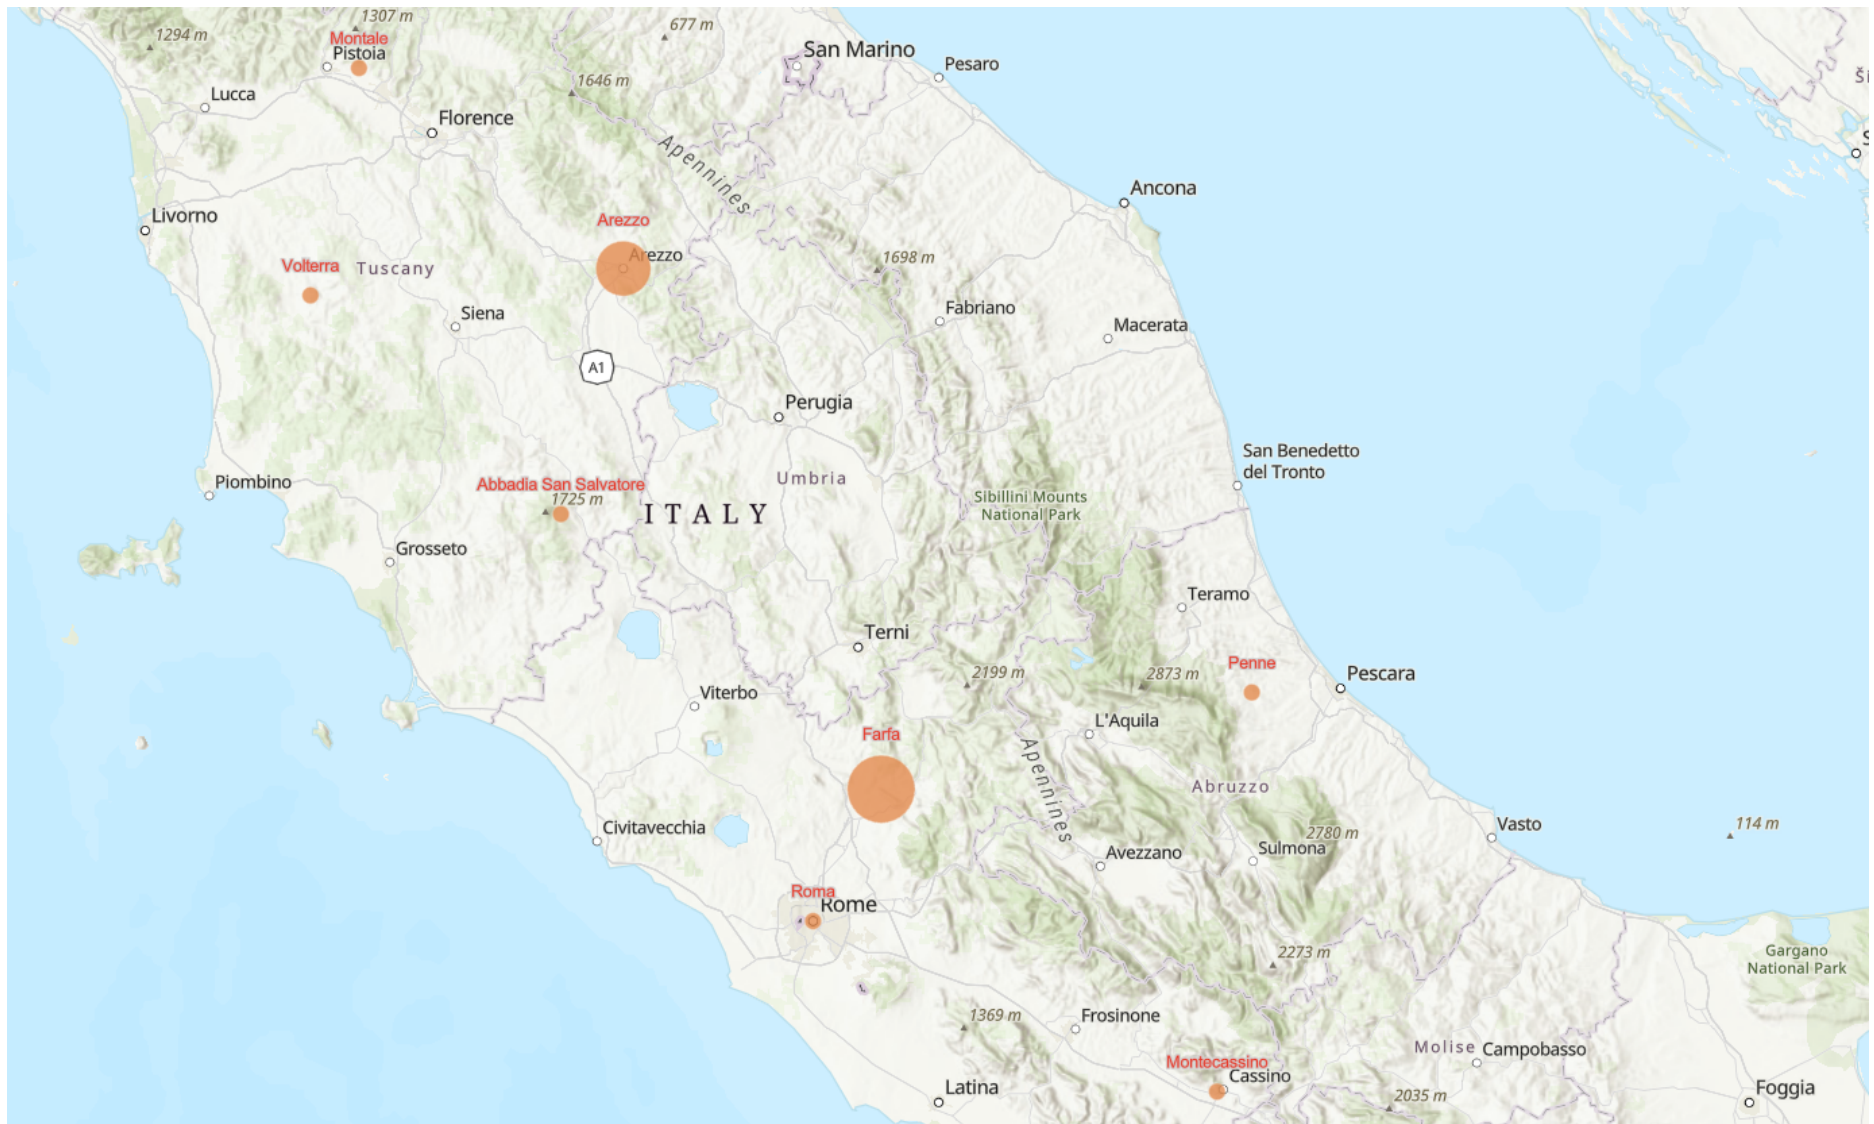 1307 m
1294 m
677 m
Montale
Pistoia
San Marino
Pesaro
1646 m
Lucca
Florence
Apennines
Ancona
Livorno
Arezzo
Arezzo
Volterra
Tuscany
1698 m
Siena
Fabriano
Macerata
A1
Perugia
San Benedetto
del Tronto
Umbria
Piombino
Abbadia San Salvatore
1725 m
ITALY
Sibillini Mounts
National Park
Grosseto
Teramo
Terni
Penne
2199 m
2873 m
Pescara
Viterbo
L'Aquila
Farfa
Apennines
Abruzzo
Civitavecchia
Vasto
114 m
2780 m
Avezzano
Sulmona
Roma
Rome
2273 m
Gargano
National Park
1369 m
Frosinone
Molise
Campobasso
Montecassino
Cassino
Latina
2035 m
Foggia